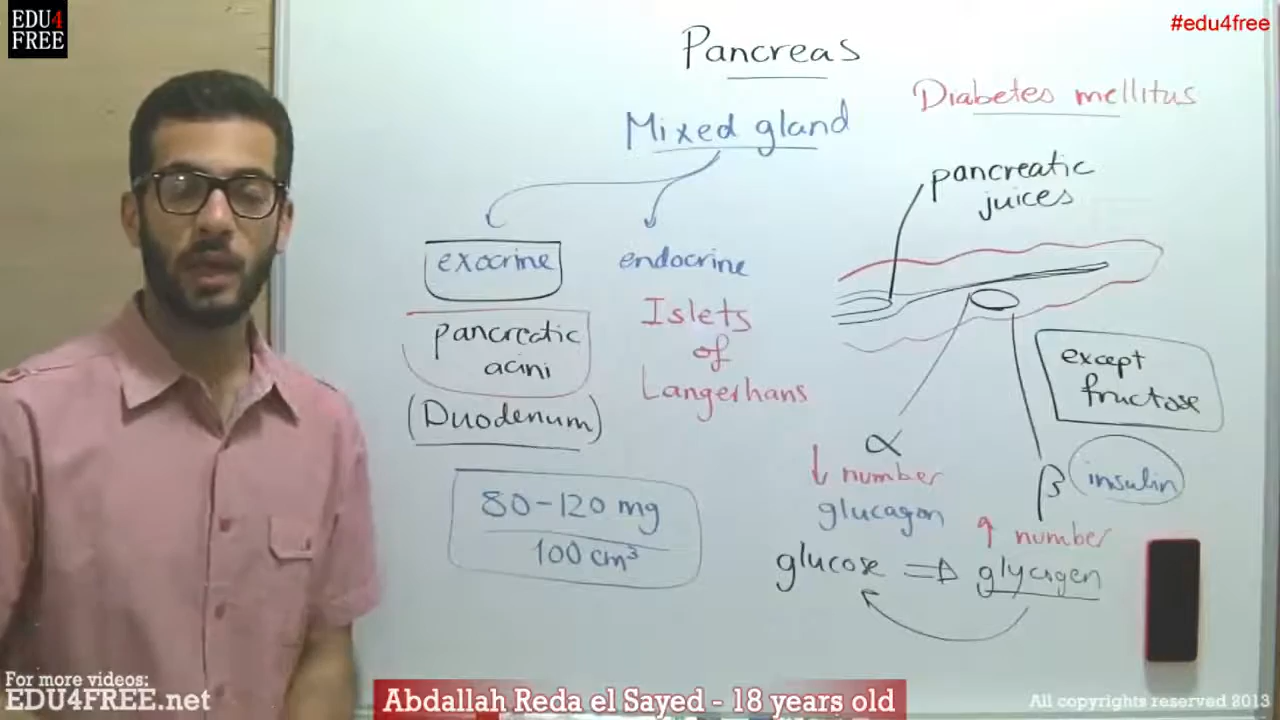 EDU4
FREE
#edu4free
Pancreas
Diabetes mellitus
Mixed gland
pancreatic
juices
exocrine
endocrine
pancreatic
acini
(Duodenum)
Islets
of
Langerhans
except
fructose
α
↓ number
glucagon
β insulin
↑ number
80-120 mg
100 cm³
glucose ⇒ glycogen
For more videos:
EDU4FREE.net
Abdallah Reda el Sayed - 18 years old
All copyrights reserved 2013